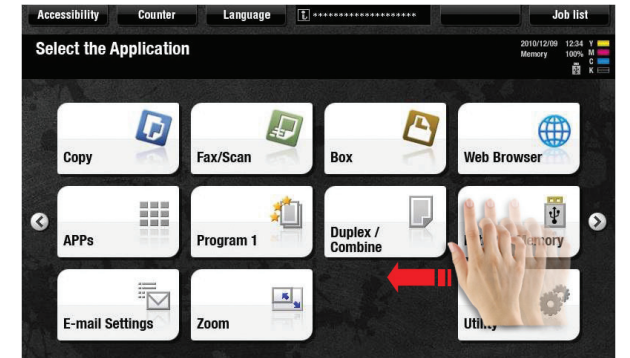 Accessibility
Counter
Language
********************
Job list
Select the Application
2010/12/09 12:34 Y
Memory 100% M
C
K
Copy
Fax/Scan
Box
Web Browser
APPs
Program 1
Duplex /
Combine
Memory
E-mail Settings
Zoom
Utility